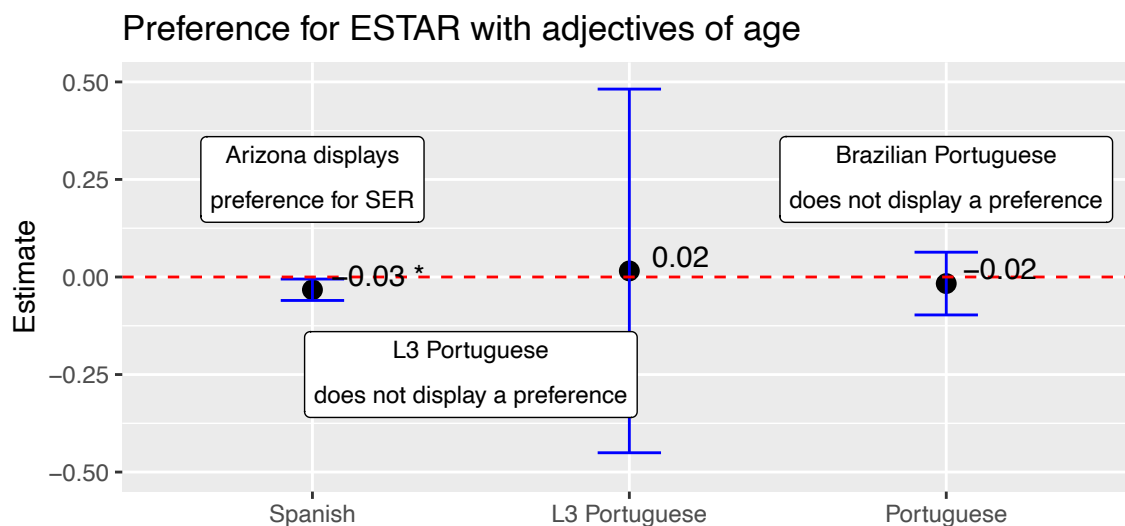 Preference for ESTAR with adjectives of age
Estimate
0.50
0.25
0.00
−0.25
−0.50
Arizona displays
preference for SER
Brazilian Portuguese
does not display a preference
−0.03 *
0.02
−0.02
L3 Portuguese
does not display a preference
Spanish
L3 Portuguese
Portuguese